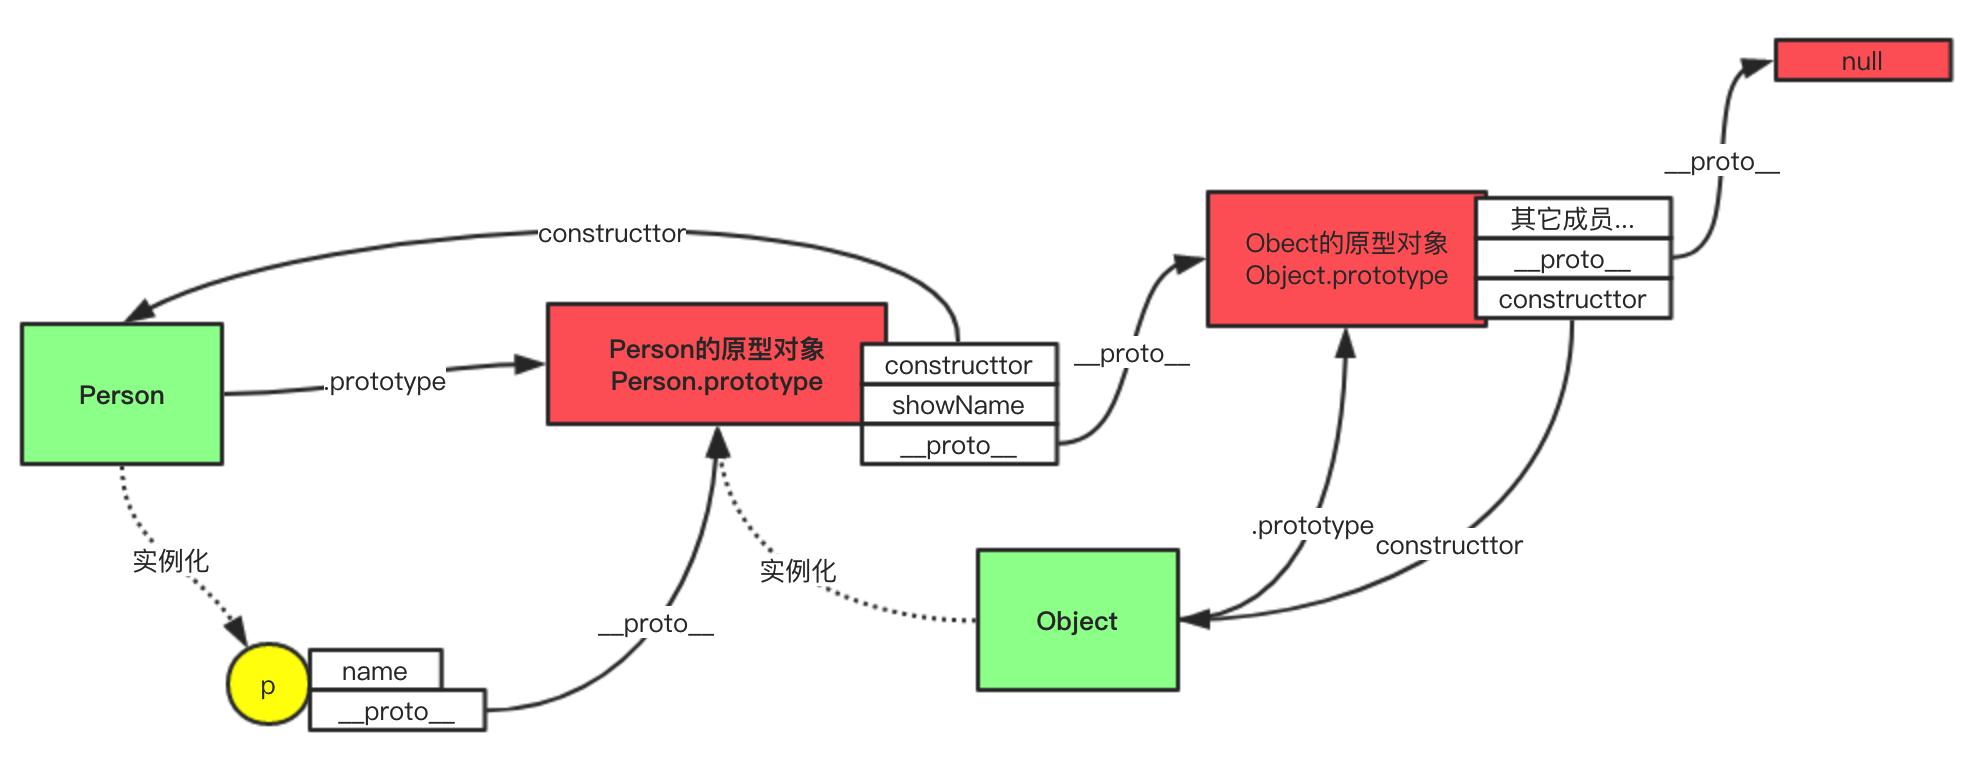 null
__proto__
其它成员...
Obect的原型对象
Object.prototype
__proto__
constructtor
constructtor
Person的原型对象
Person.prototype
constructtor
showName
__proto__
__proto__
Person
.prototype
.prototype
constructtor
实例化
实例化
__proto__
Object
p
name
__proto__